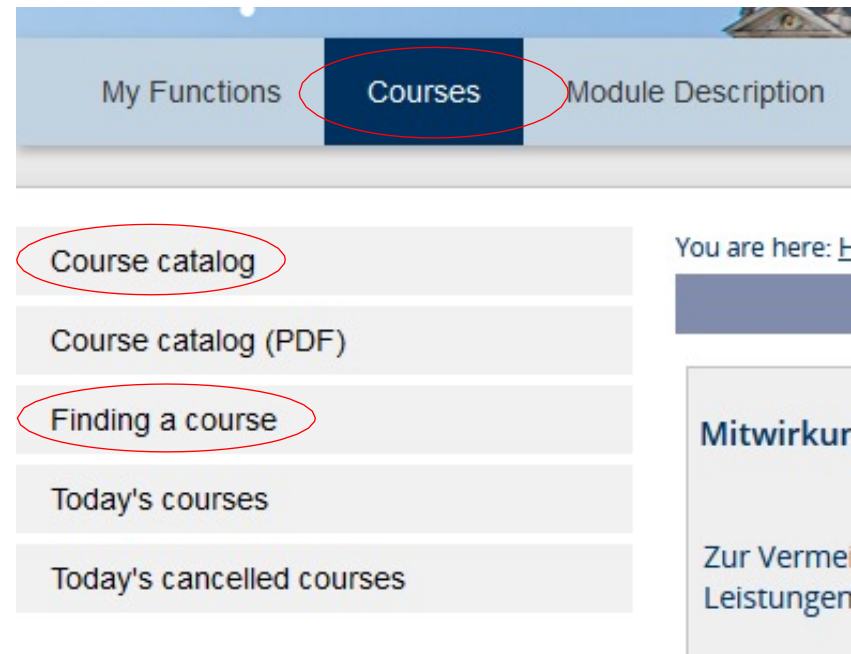 My Functions Courses Module Description
Course catalog
Course catalog (PDF)
Finding a course
Today's courses
Today's cancelled courses
You are here: H
Mitwirkun
Zur Vermei
Leistungen